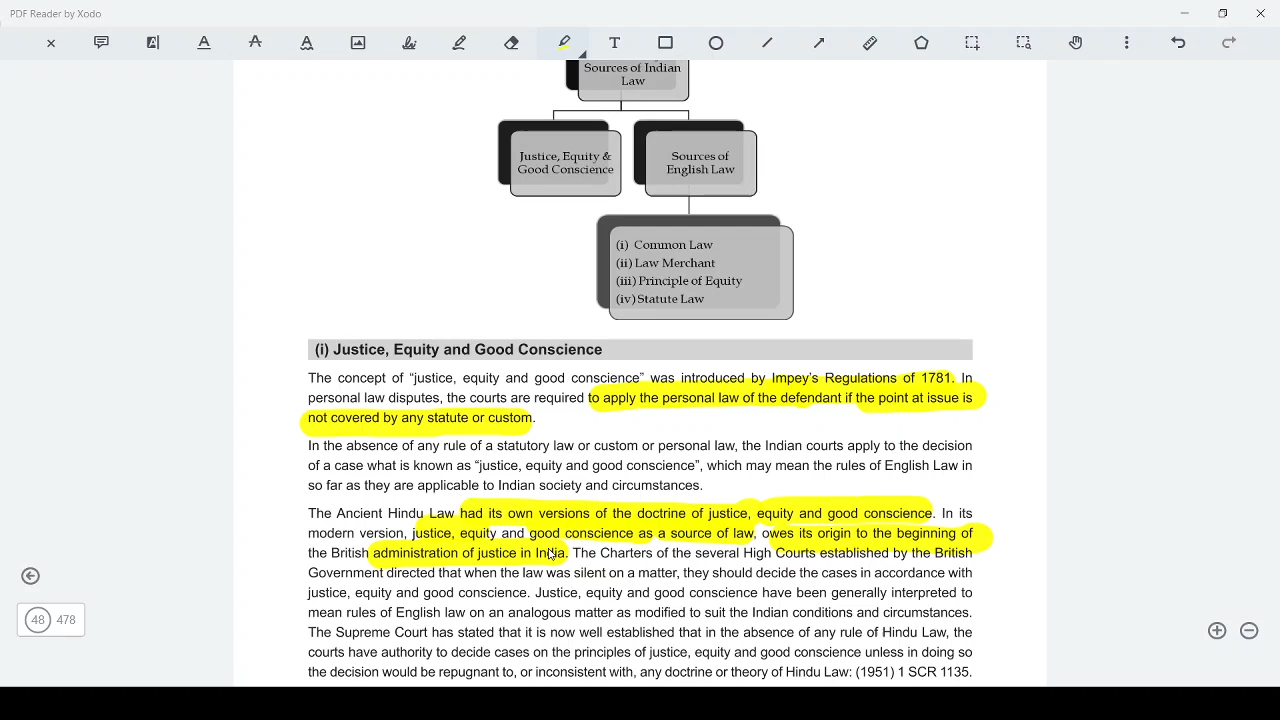 PDF Reader by Xodo
Sources of Indian
Law
Justice, Equity &
Good Conscience
Sources of
English Law
(i) Common Law
(ii) Law Merchant
(iii) Principle of Equity
(iv) Statute Law
(i) Justice, Equity and Good Conscience
The concept of “justice, equity and good conscience” was introduced by Impey’s Regulations of 1781. In
personal law disputes, the courts are required to apply the personal law of the defendant if the point at issue is
not covered by any statute or custom.
In the absence of any rule of a statutory law or custom or personal law, the Indian courts apply to the decision
of a case what is known as “justice, equity and good conscience”, which may mean the rules of English Law in
so far as they are applicable to Indian society and circumstances.
The Ancient Hindu Law had its own versions of the doctrine of justice, equity and good conscience. In its
modern version, justice, equity and good conscience as a source of law, owes its origin to the beginning of
the British administration of justice in India. The Charters of the several High Courts established by the British
Government directed that when the law was silent on a matter, they should decide the cases in accordance with
justice, equity and good conscience. Justice, equity and good conscience have been generally interpreted to
mean rules of English law on an analogous matter as modified to suit the Indian conditions and circumstances.
The Supreme Court has stated that it is now well established that in the absence of any rule of Hindu Law, the
courts have authority to decide cases on the principles of justice, equity and good conscience unless in doing so
the decision would be repugnant to, or inconsistent with, any doctrine or theory of Hindu Law: (1951) 1 SCR 1135.
48 478